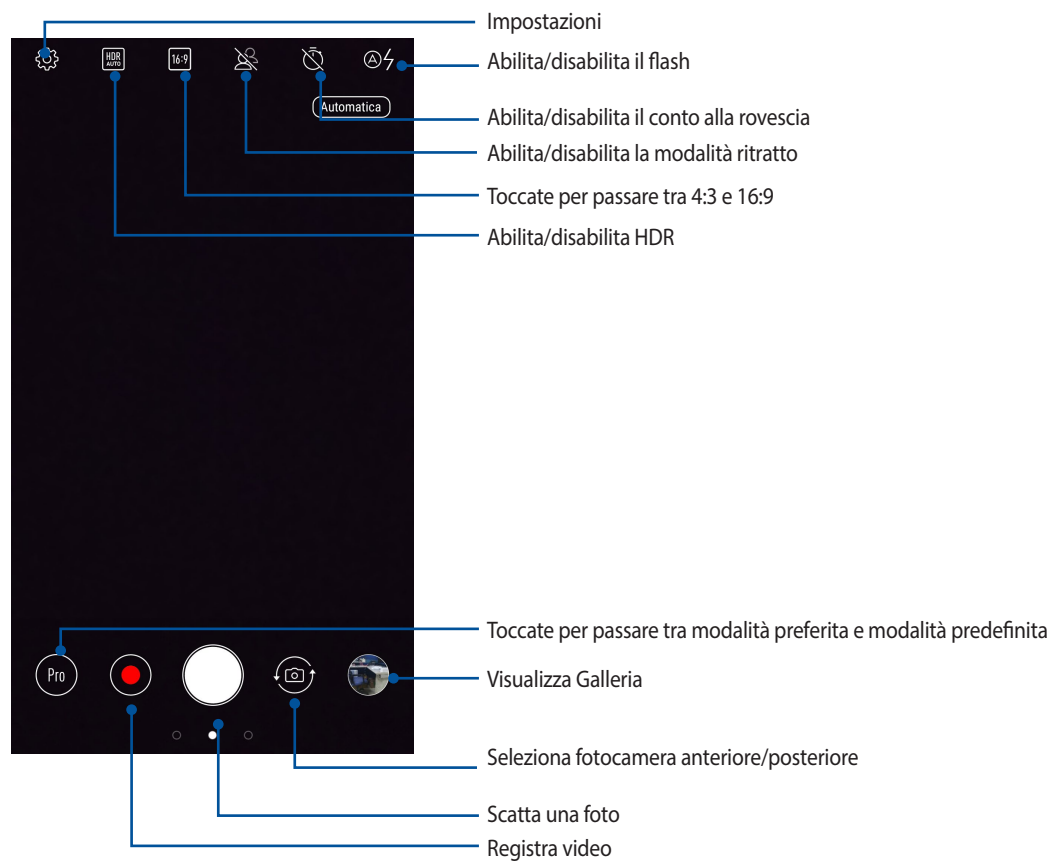 Impostazioni
HDR
AUTO
16:9
A
Abilita/disabilita il flash
Automatica
Abilita/disabilita il conto alla rovescia
Abilita/disabilita la modalità ritratto
Toccate per passare tra 4:3 e 16:9
Abilita/disabilita HDR
Toccate per passare tra modalità preferita e modalità predefinita
Pro
Visualizza Galleria
Seleziona fotocamera anteriore/posteriore
Scatta una foto
Registra video